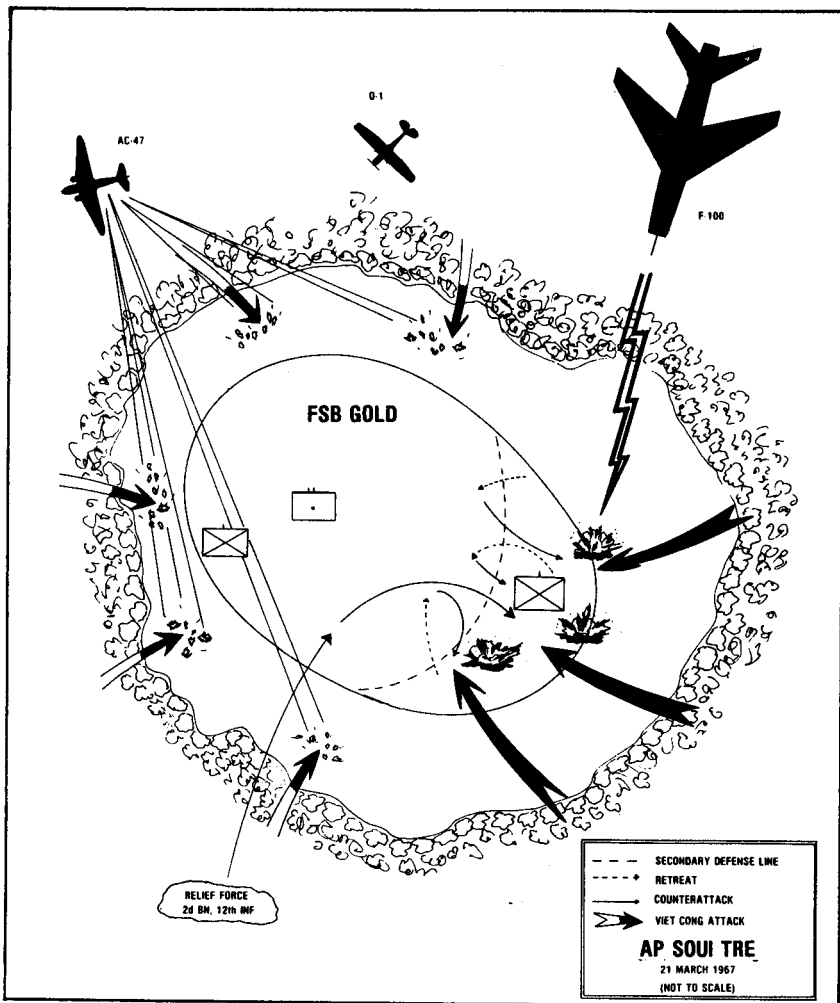 O-1
AC-47
F-100
FSB GOLD
RELIEF FORCE
2d BN, 12th INF
SECONDARY DEFENSE LINE
RETREAT
COUNTERATTACK
VIET CONG ATTACK
AP SOUI TRE
21 MARCH 1967
(NOT TO SCALE)